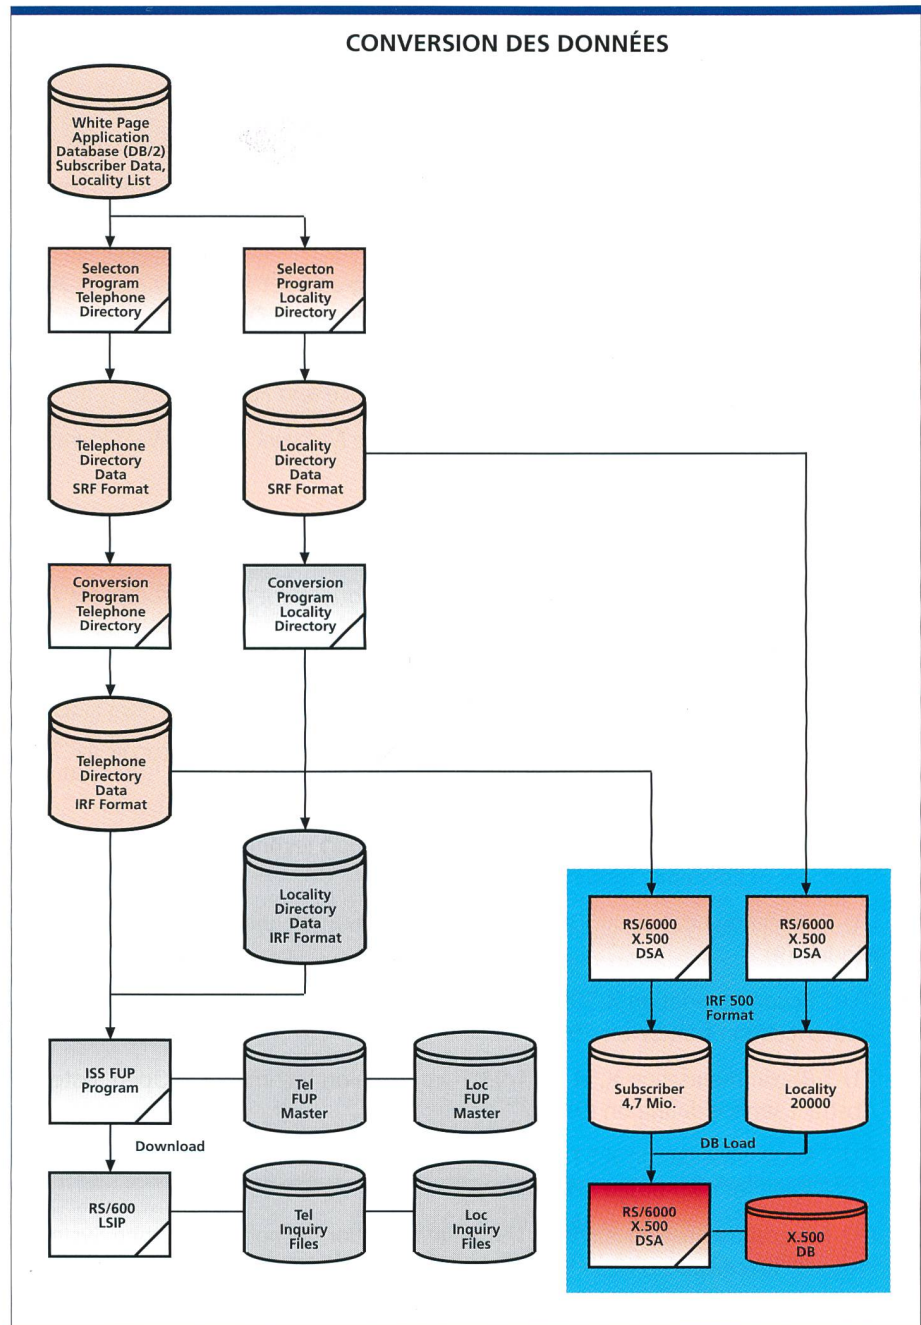 CONVERSION DES DONNÉES
White Page
Application
Database (DB/2)
Subscriber Data,
Locality List
Selecton
Program
Telephone
Directory
Selecton
Program
Locality
Directory
Telephone
Directory
Data
SRF Format
Locality
Directory
Data
SRF Format
Conversion
Program
Telephone
Directory
Conversion
Program
Locality
Directory
Telephone
Directory
Data
IRF Format
Locality
Directory
Data
IRF Format
RS/6000
X.500
DSA
RS/6000
X.500
DSA
IRF 500
Format
ISS FUP
Program
Tel
FUP
Master
Loc
FUP
Master
Subscriber
4,7 Mio.
Locality
20000
Download
DB Load
RS/600
LSIP
Tel
Inquiry
Files
Loc
Inquiry
Files
RS/6000
X.500
DSA
X.500
DB